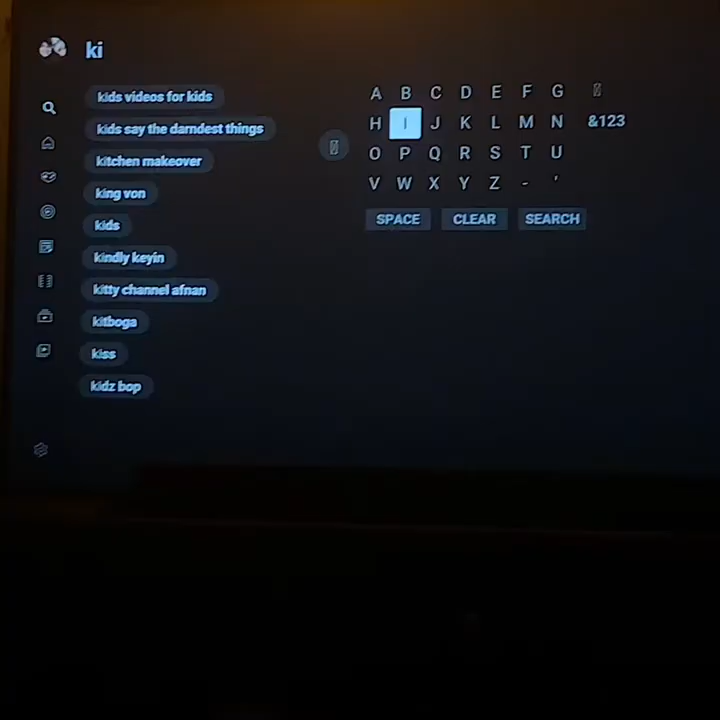 ki
kids videos for kids
kids say the darndest things
kitchen makeover
king von
kids
kindly keyin
kitty channel afnan
kitboga
kiss
kidz bop
A B C D E F G
H I J K L M N &123
O P Q R S T U
V W X Y Z - '
SPACE CLEAR SEARCH